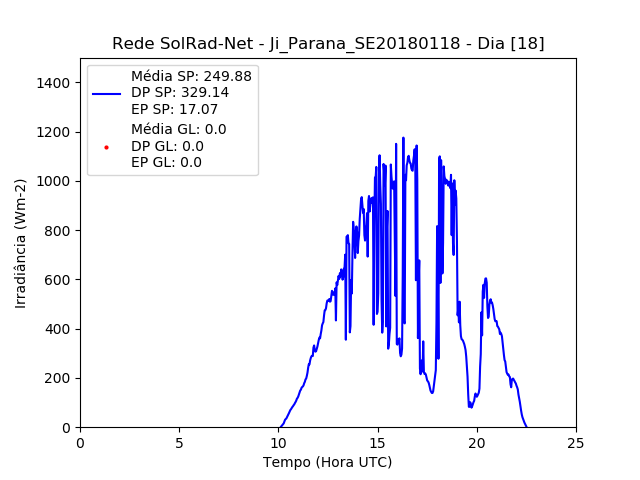 Rede SolRad-Net - Ji_Parana_SE20180118 - Dia [18]
Média SP: 249.88
DP SP: 329.14
EP SP: 17.07
Média GL: 0.0
DP GL: 0.0
EP GL: 0.0
Irradiância (Wm-2)
1400
1200
1000
800
600
400
200
0
0 5 10 15 20 25
Tempo (Hora UTC)